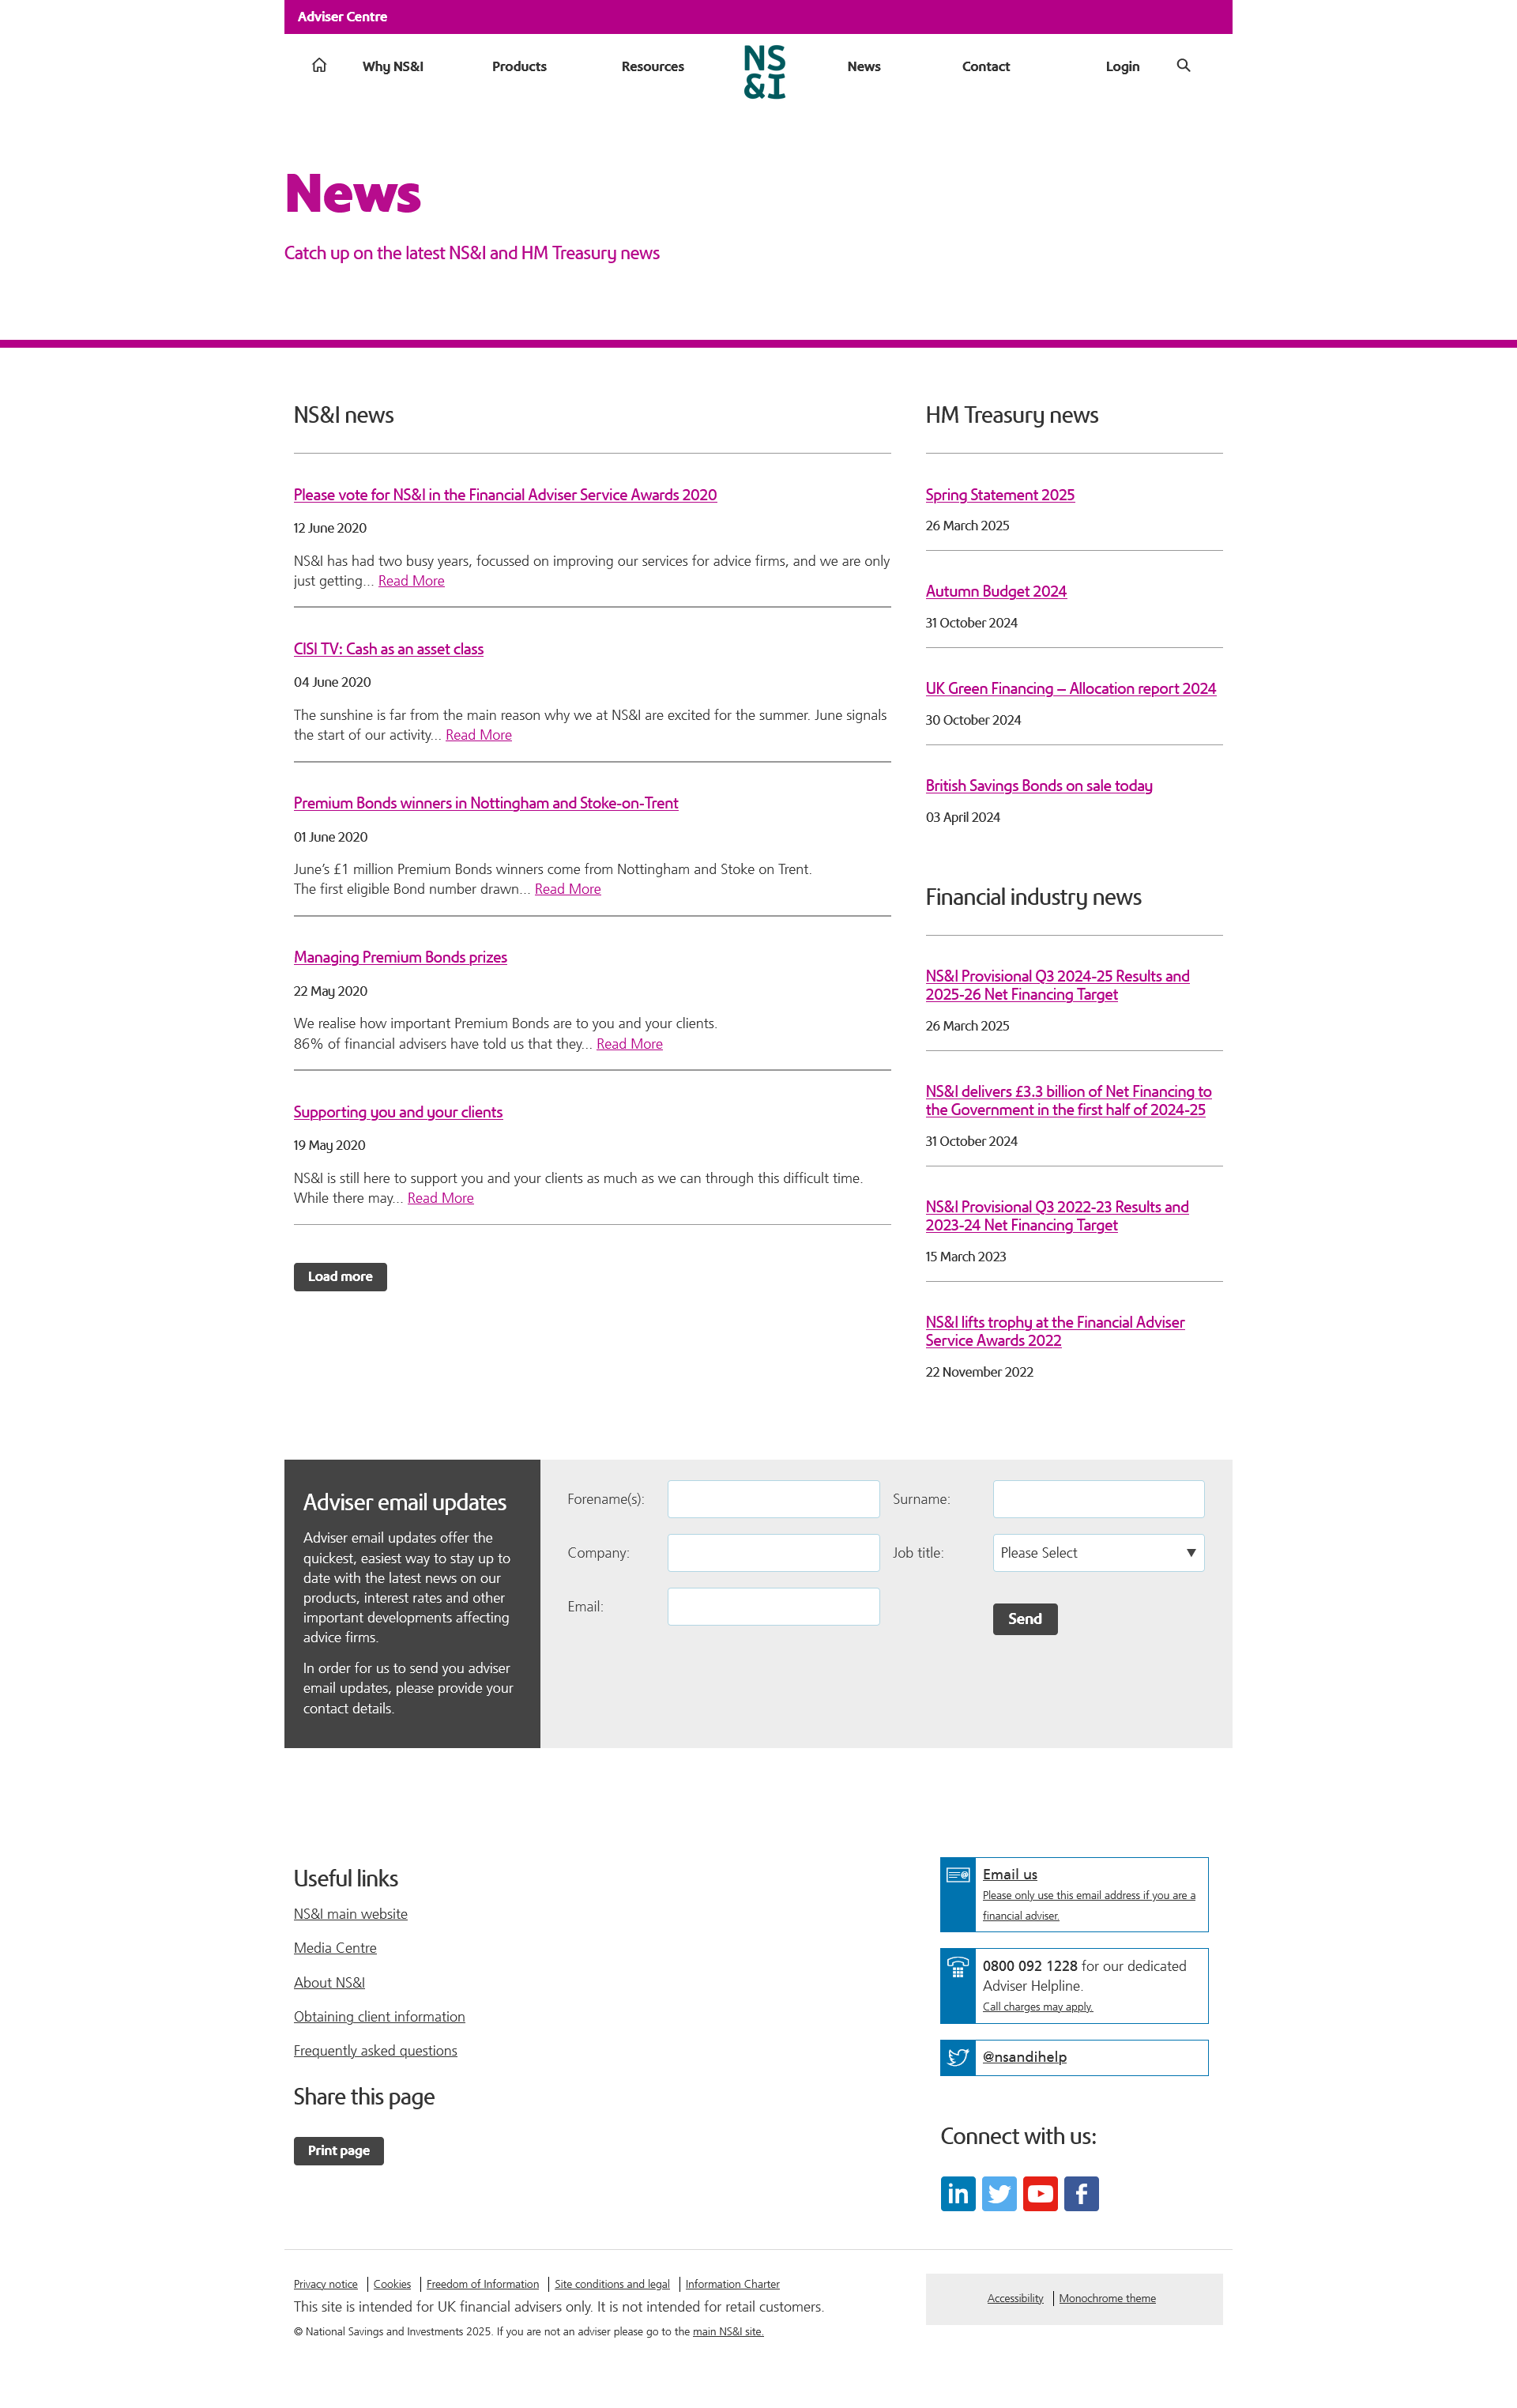 Adviser Centre
Why NS&I
Products
Resources
NS
&I
News
Contact
Login
News
Catch up on the latest NS&I and HM Treasury news
NS&I news
Please vote for NS&I in the Financial Adviser Service Awards 2020
12 June 2020
NS&I has had two busy years, focussed on improving our services for advice firms, and we are only
just getting... Read More
CISI TV: Cash as an asset class
04 June 2020
The sunshine is far from the main reason why we at NS&I are excited for the summer. June signals
the start of our activity... Read More
Premium Bonds winners in Nottingham and Stoke-on-Trent
01 June 2020
June’s £1 million Premium Bonds winners come from Nottingham and Stoke on Trent.
The first eligible Bond number drawn... Read More
Managing Premium Bonds prizes
22 May 2020
We realise how important Premium Bonds are to you and your clients.
86% of financial advisers have told us that they... Read More
Supporting you and your clients
19 May 2020
NS&I is still here to support you and your clients as much as we can through this difficult time.
While there may... Read More
Load more
HM Treasury news
Spring Statement 2025
26 March 2025
Autumn Budget 2024
31 October 2024
UK Green Financing – Allocation report 2024
30 October 2024
British Savings Bonds on sale today
03 April 2024
Financial industry news
NS&I Provisional Q3 2024-25 Results and
2025-26 Net Financing Target
26 March 2025
NS&I delivers £3.3 billion of Net Financing to
the Government in the first half of 2024-25
31 October 2024
NS&I Provisional Q3 2022-23 Results and
2023-24 Net Financing Target
15 March 2023
NS&I lifts trophy at the Financial Adviser
Service Awards 2022
22 November 2022
Adviser email updates
Adviser email updates offer the
quickest, easiest way to stay up to
date with the latest news on our
products, interest rates and other
important developments affecting
advice firms.
In order for us to send you adviser
email updates, please provide your
contact details.
Forename(s):
Surname:
Company:
Job title:
Please Select
Email:
Send
Useful links
NS&I main website
Media Centre
About NS&I
Obtaining client information
Frequently asked questions
Share this page
Print page
Email us
Please only use this email address if you are a
financial adviser.
0800 092 1228 for our dedicated
Adviser Helpline.
Call charges may apply.
@nsandihelp
Connect with us:
Privacy notice
Cookies
Freedom of Information
Site conditions and legal
Information Charter
This site is intended for UK financial advisers only. It is not intended for retail customers.
© National Savings and Investments 2025. If you are not an adviser please go to the main NS&I site.
Accessibility
Monochrome theme